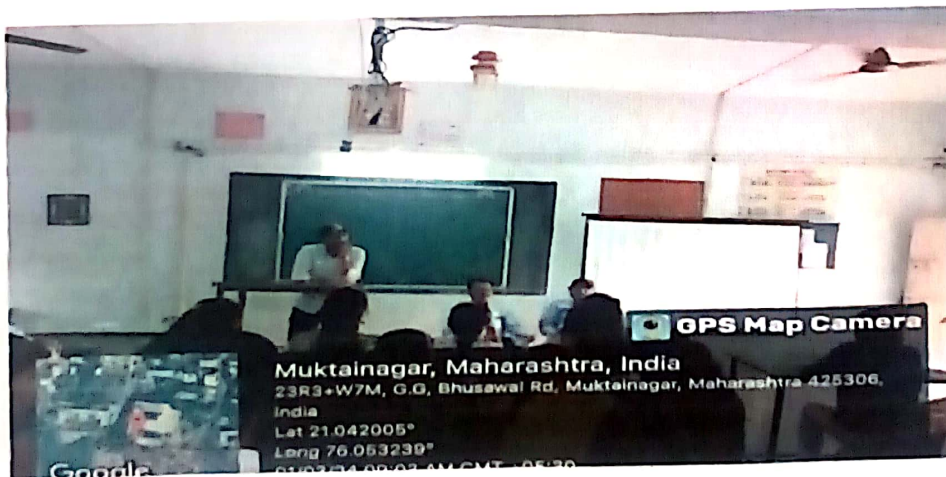 GPS Map Camera
Muktainagar, Maharashtra, India
23R3+W7M, G.G, Bhusawal Rd, Muktainagar, Maharashtra 425306,
India
Lat 21.042005°
Long 76.053239°
Google